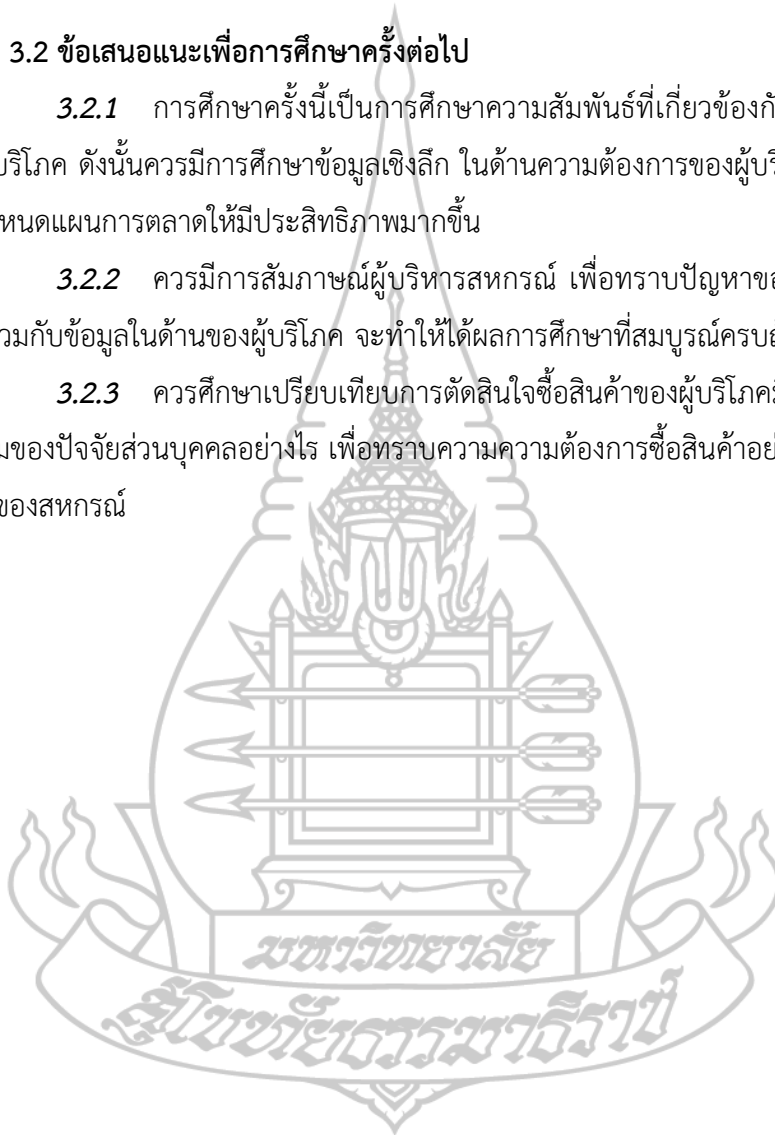 3.2 ข้อเสนอแนะเพื่อการศึกษาครั้งต่อไป
3.2.1 การศึกษาครั้งนี้เป็นการศึกษาความสัมพันธ์ที่เกี่ยวข้องกั
บริโภค ดังนั้นควรมีการศึกษาข้อมูลเชิงลึก ในด้านความต้องการของผู้บริ
หนดแผนการตลาดให้มีประสิทธิภาพมากขึ้น
3.2.2 ควรมีการสัมภาษณ์ผู้บริหารสหกรณ์ เพื่อทราบปัญหาขอ
วมกับข้อมูลในด้านของผู้บริโภค จะทำให้ได้ผลการศึกษาที่สมบูรณ์ครบ
3.2.3 ควรศึกษาเปรียบเทียบการตัดสินใจซื้อสินค้าของผู้บริโภค
ของปัจจัยส่วนบุคคลอย่างไร เพื่อทราบความความต้องการซื้อสินค้าอย่
ของสหกรณ์
มหาวิทยาลัย
สุโขทัยธรรมาธิราช